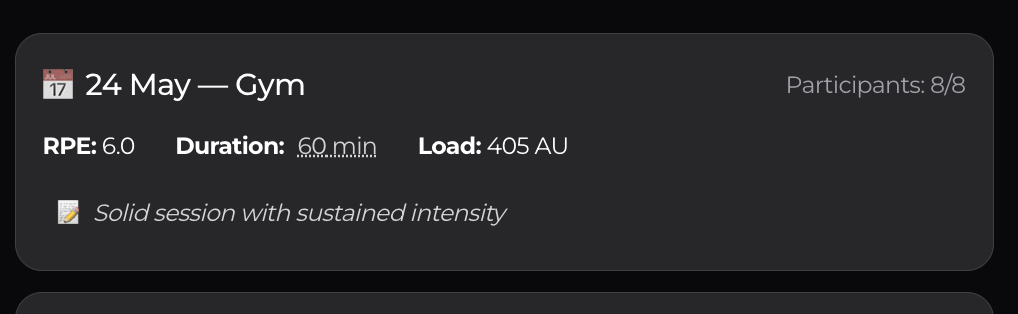 📅 24 May — Gym
Participants: 8/8
RPE: 6.0 Duration: 60 min Load: 405 AU
📝 Solid session with sustained intensity